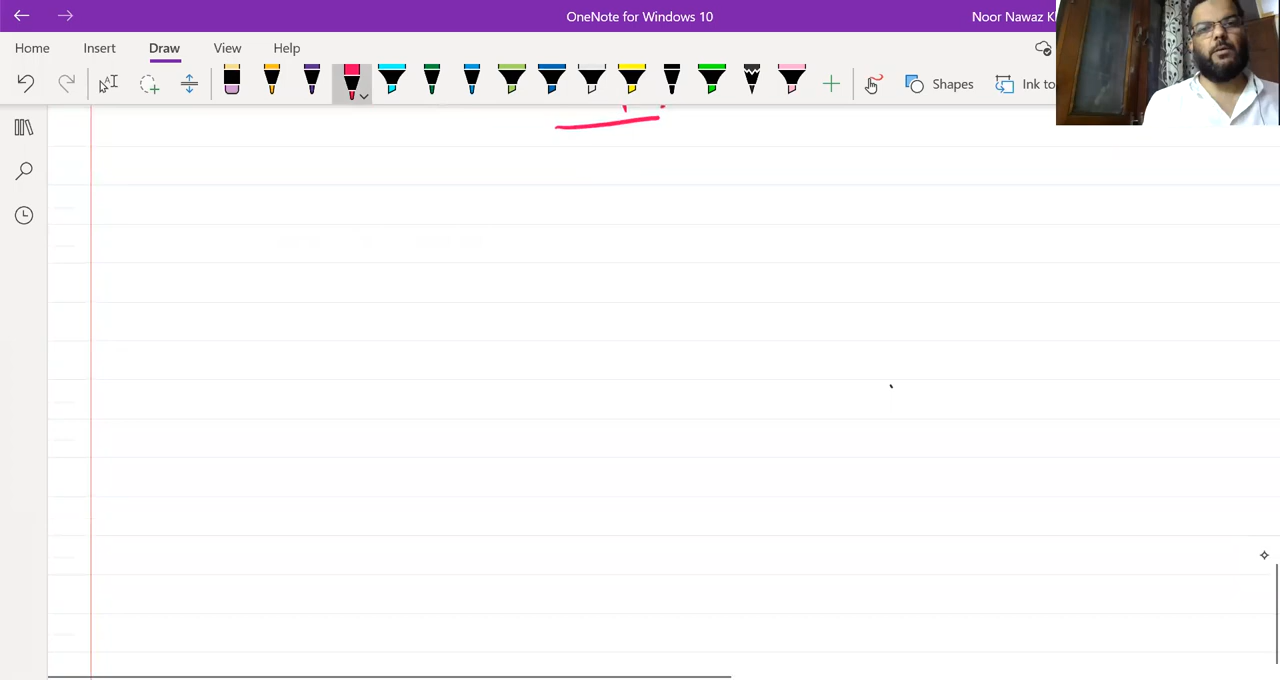 OneNote for Windows 10
Noor Nawaz K
Home Insert Draw View Help
Shapes
Ink to